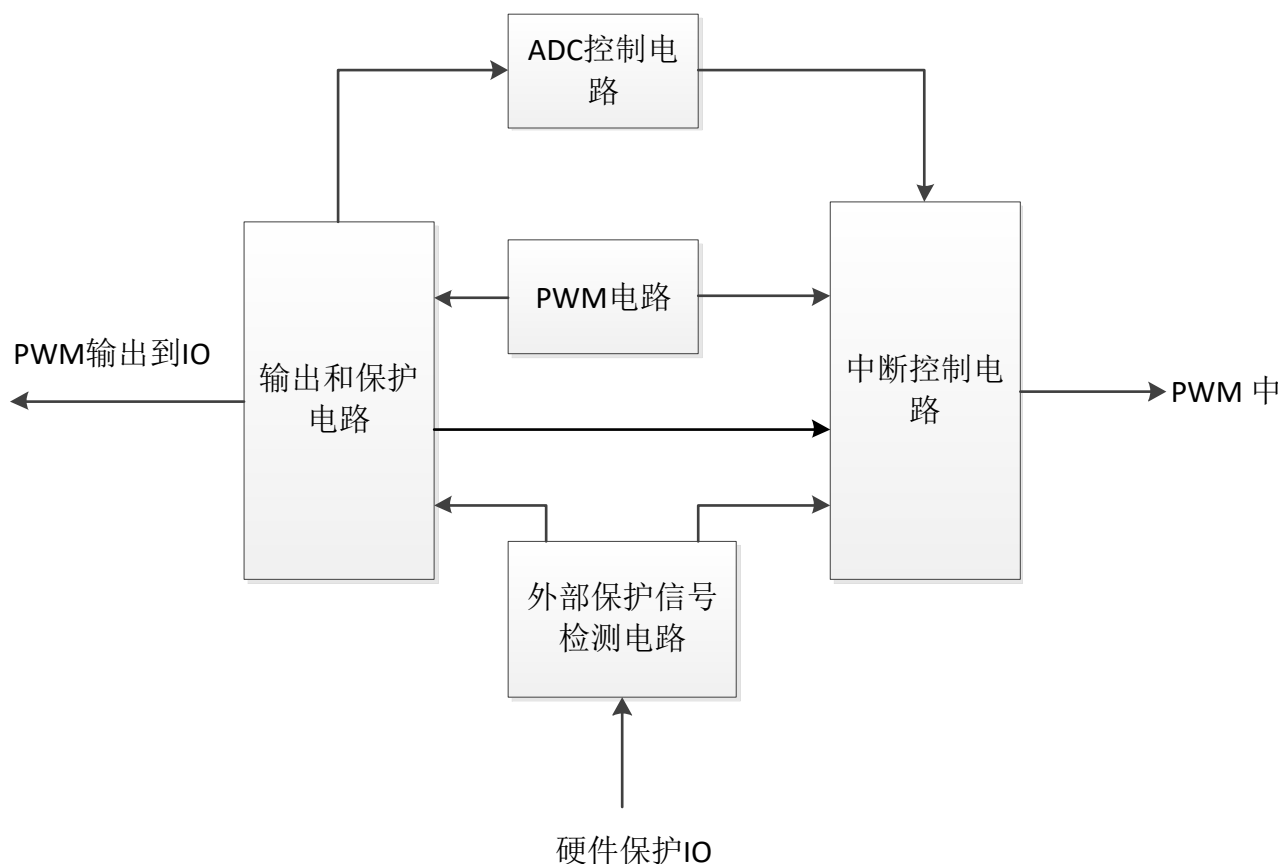 ADC控制电
路
PWM电路
PWM输出到IO
输出和保护
电路
中断控制电
路
PWM 中
外部保护信号
检测电路
硬件保护IO